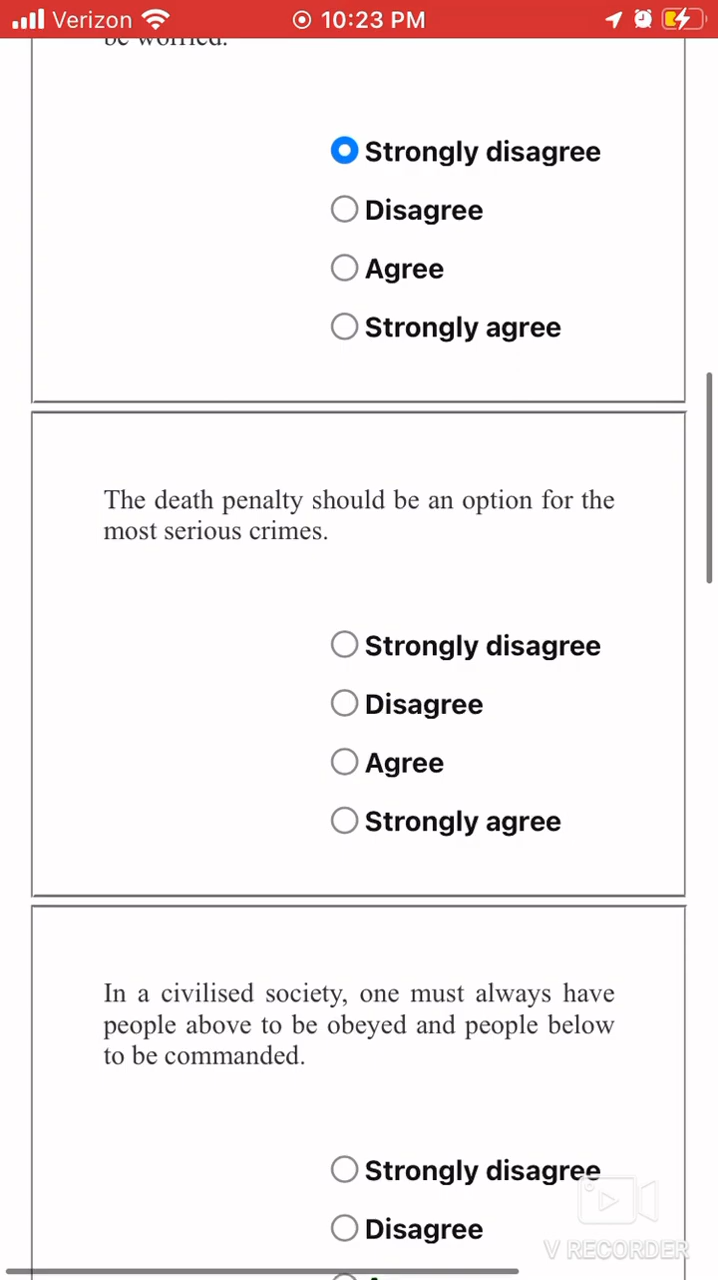 Verizon 10:23 PM
be worried.
Strongly disagree
Disagree
Agree
Strongly agree
The death penalty should be an option for the
most serious crimes.
Strongly disagree
Disagree
Agree
Strongly agree
In a civilised society, one must always have
people above to be obeyed and people below
to be commanded.
Strongly disagree
Disagree
V RECORDER